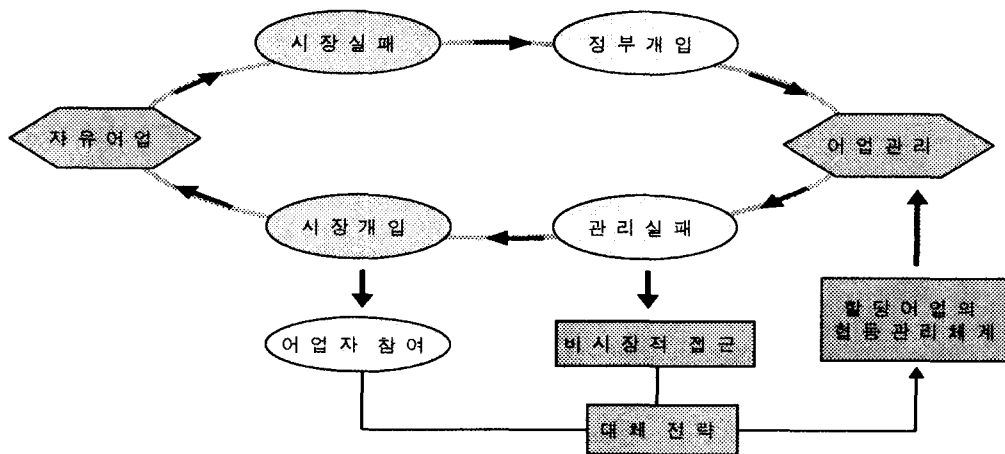 시장실패
정부개입
자유어업
어업관리
시장개입
관리실패
할당어업의
협동관리체계
어업자 참여
비시장적 접근
대체 전략